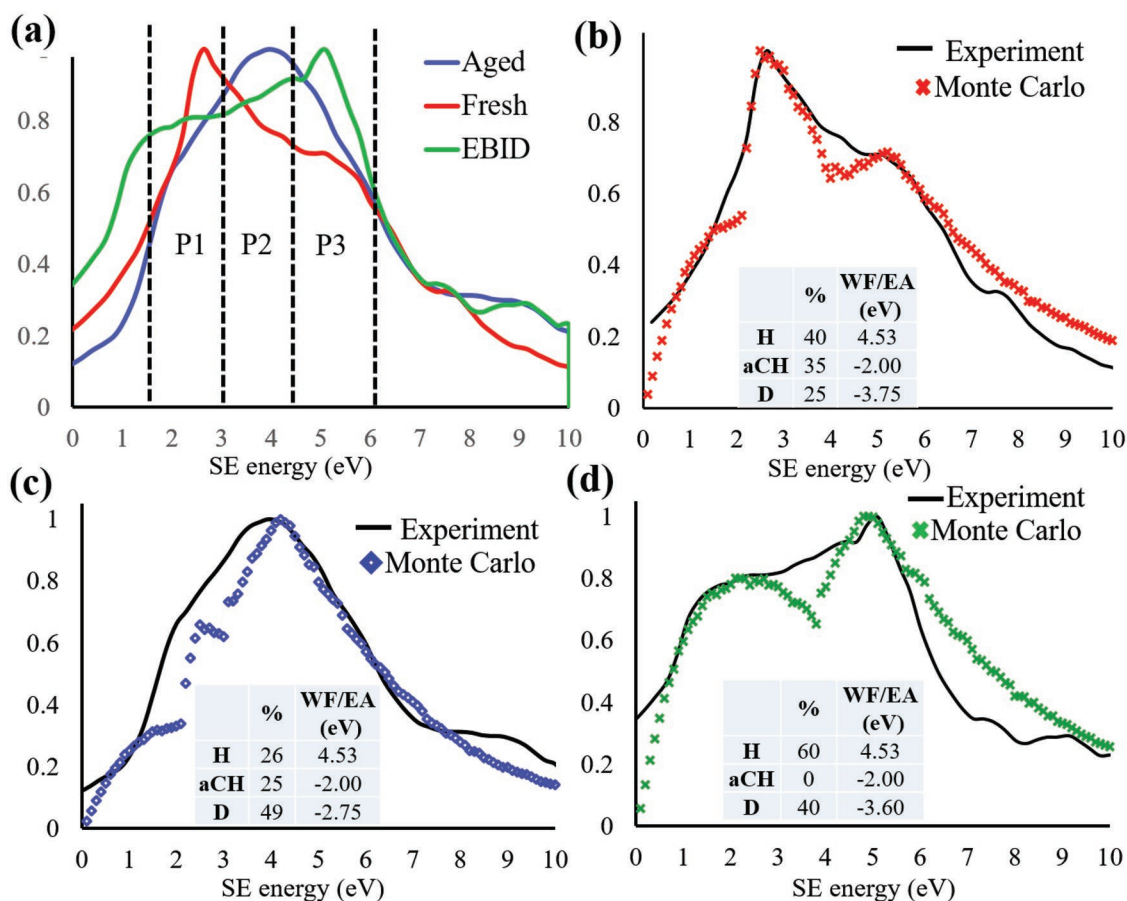 (a)
Aged
Fresh
EBID
P1 P2 P3
0.8
0.6
0.4
0.2
0
0 1 2 3 4 5 6 7 8 9 10
SE energy (eV)
(b)
Experiment
Monte Carlo
1
0.8
0.6
0.4
0.2
0
% WF/EA (eV)
H 40 4.53
aCH 35 -2.00
D 25 -3.75
0 1 2 3 4 5 6 7 8 9 10
SE energy (eV)
(c)
Experiment
Monte Carlo
1
0.8
0.6
0.4
0.2
0
% WF/EA (eV)
H 26 4.53
aCH 25 -2.00
D 49 -2.75
0 1 2 3 4 5 6 7 8 9 10
SE energy (eV)
(d)
Experiment
Monte Carlo
1
0.8
0.6
0.4
0.2
0
% WF/EA (eV)
H 60 4.53
aCH 0 -2.00
D 40 -3.60
0 1 2 3 4 5 6 7 8 9 10
SE energy (eV)